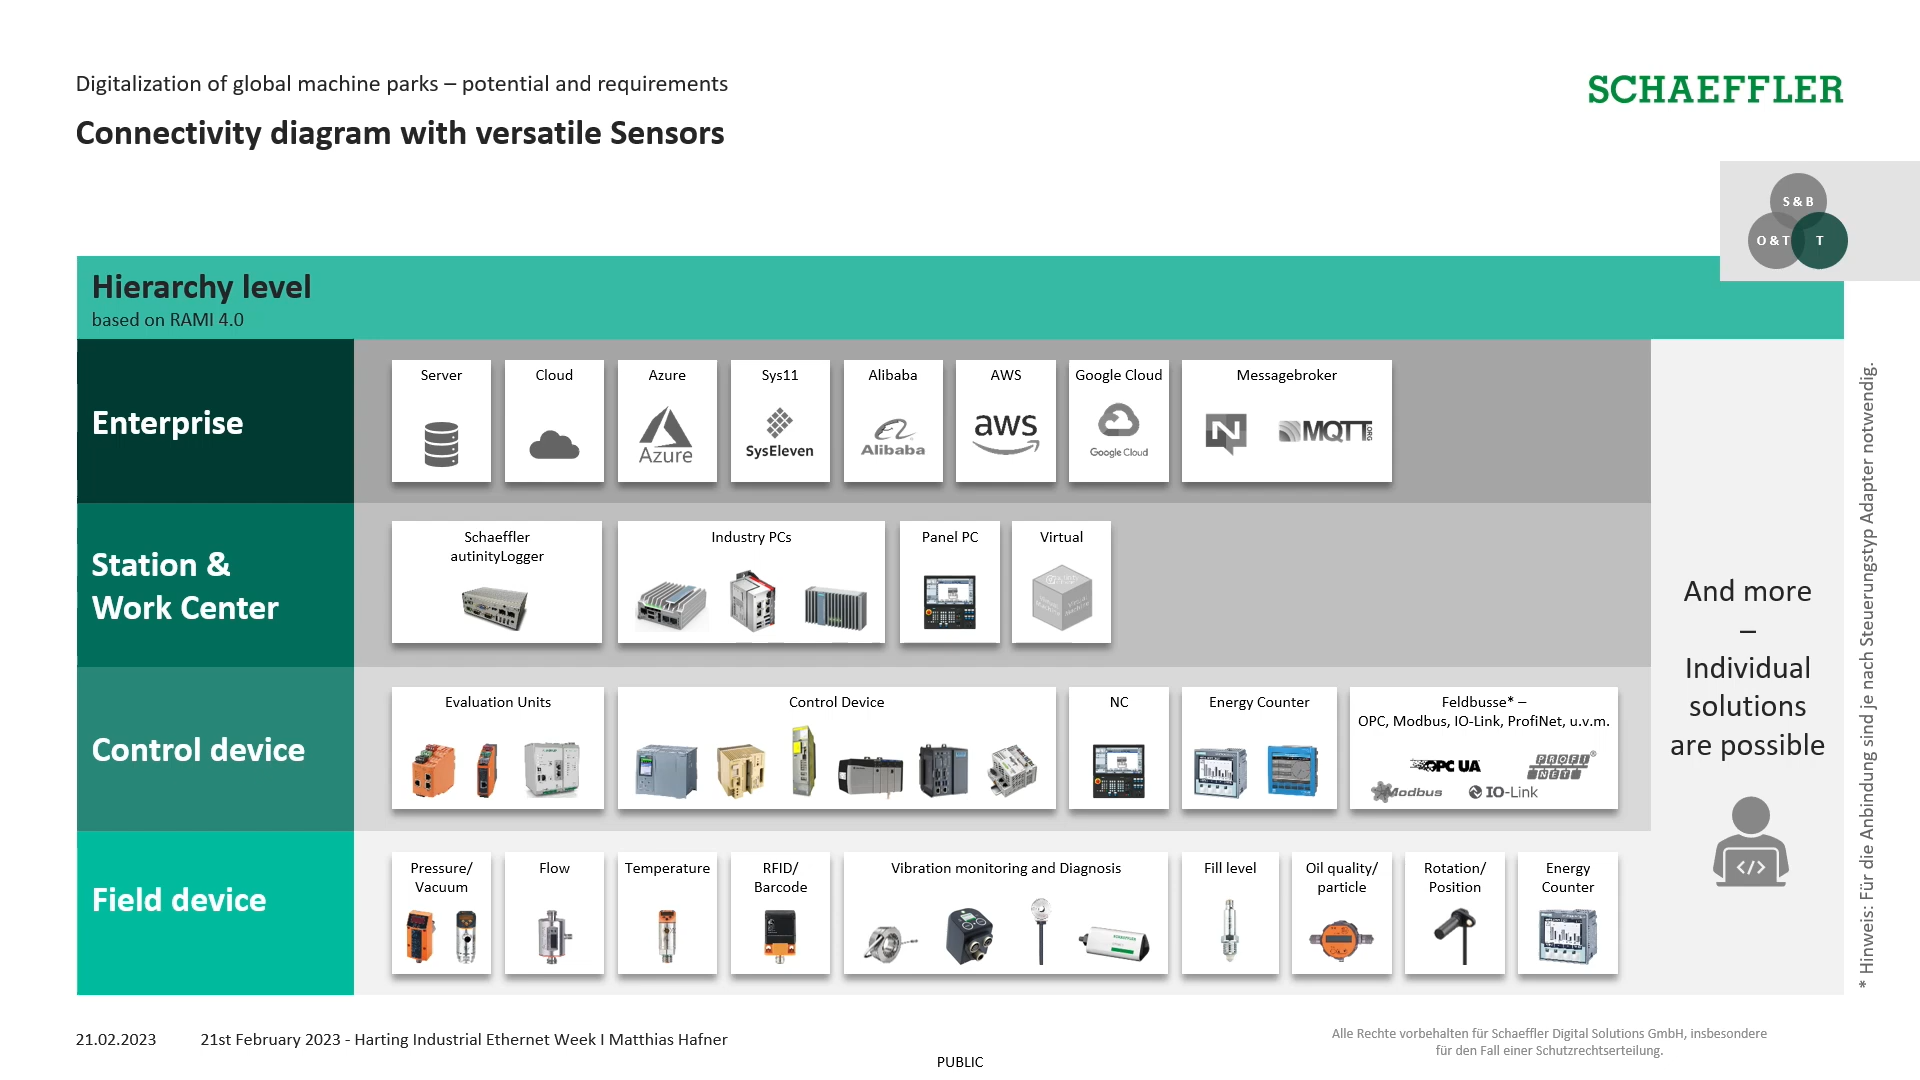 Digitalization of global machine parks – potential and requirements
Connectivity diagram with versatile Sensors
SCHAEFFLER
S & B
O & T
T
Hierarchy level
based on RAMI 4.0
Enterprise
Server
Cloud
Azure
Azure
Sys11
SysEleven
Alibaba
Alibaba
AWS
aws
Google Cloud
Google Cloud
Messagebroker
N
MQTT.ORG
Station &
Work Center
Schaeffler
autinityLogger
Industry PCs
Panel PC
Virtual
Control device
Evaluation Units
Control Device
NC
Energy Counter
Feldbusse* –
OPC, Modbus, IO-Link, ProfiNet, u.v.m.
OPC UA
PROFI
NET
Modbus
IO-Link
Field device
Pressure/
Vacuum
Flow
Temperature
RFID/
Barcode
Vibration monitoring and Diagnosis
SCHAEFFLER
Fill level
Oil quality/
particle
Rotation/
Position
Energy
Counter
And more
–
Individual
solutions
are possible
</>
* Hinweis: Für die Anbindung sind je nach Steuerungstyp Adapter notwendig.
21.02.2023
21st February 2023 - Harting Industrial Ethernet Week I Matthias Hafner
PUBLIC
Alle Rechte vorbehalten für Schaeffler Digital Solutions GmbH, insbesondere
für den Fall einer Schutzrechtserteilung.